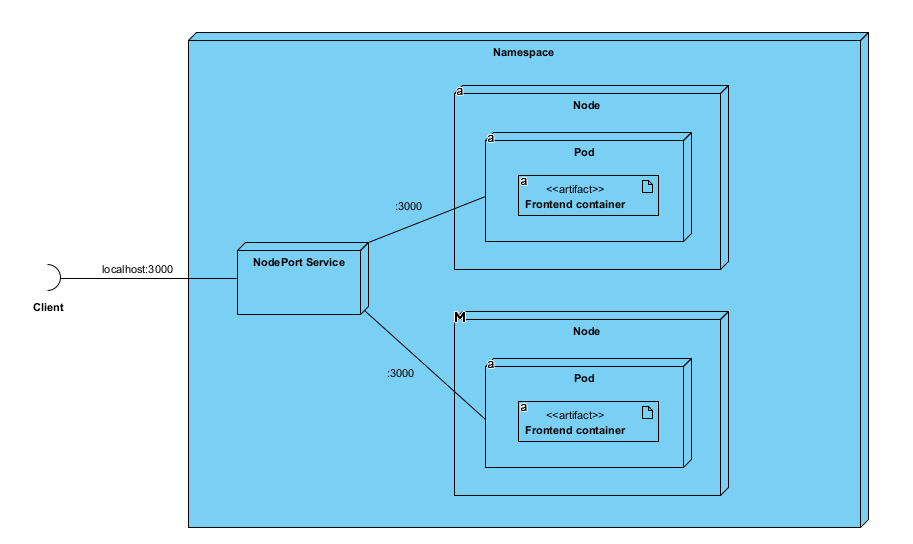 Namespace
a
Node
a
Pod
a
<<artifact>>
Frontend container
:3000
NodePort Service
localhost:3000
Client
M
Node
:3000
a
Pod
a
<<artifact>>
Frontend container